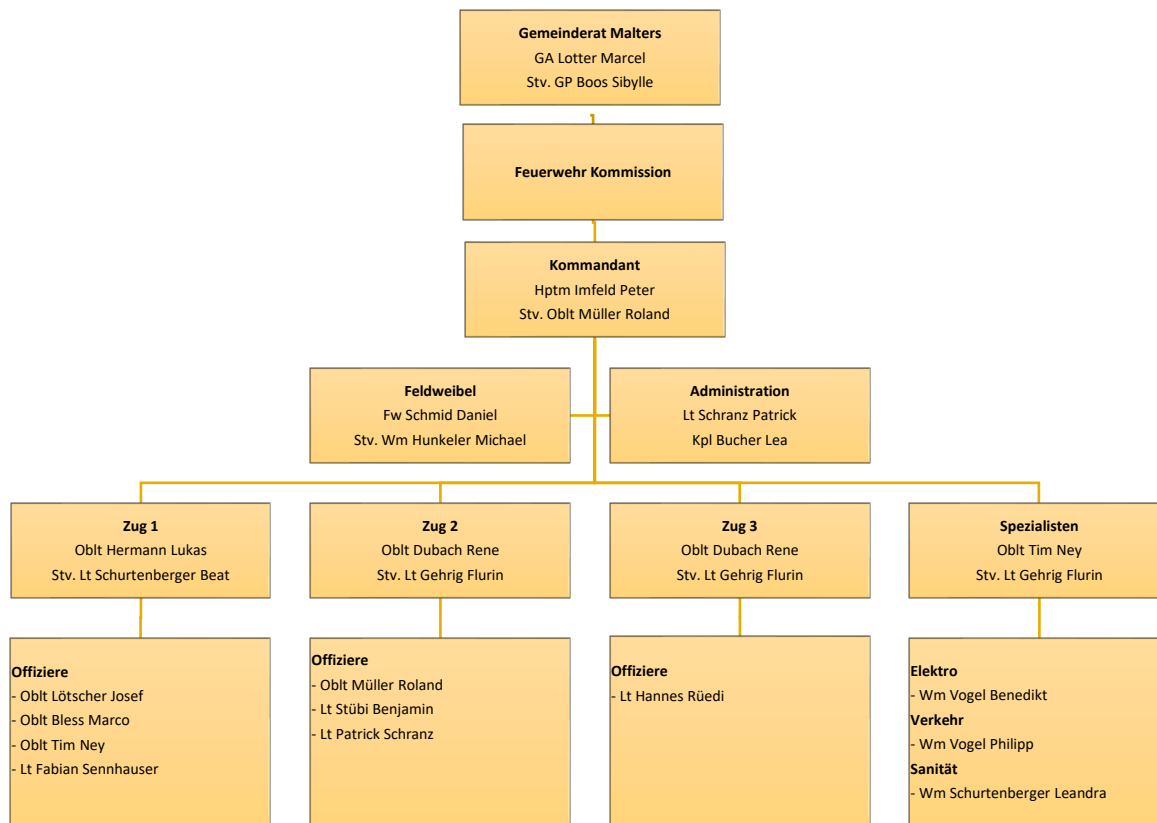 Gemeinderat Malters
GA Lotter Marcel
Stv. GP Boos Sibylle
Feuerwehr Kommission
Kommandant
Hptm Imfeld Peter
Stv. Oblt Müller Roland
Feldweibel
Fw Schmid Daniel
Stv. Wm Hunkeler Michael
Administration
Lt Schranz Patrick
Kpl Bucher Lea
Zug 1
Oblt Hermann Lukas
Stv. Lt Schurtenberger Beat
Zug 2
Oblt Dubach Rene
Stv. Lt Gehrig Flurin
Zug 3
Oblt Dubach Rene
Stv. Lt Gehrig Flurin
Spezialisten
Oblt Tim Ney
Stv. Lt Gehrig Flurin
Offiziere
- Oblt Lötscher Josef
- Oblt Bless Marco
- Oblt Tim Ney
- Lt Fabian Sennhauser
Offiziere
- Oblt Müller Roland
- Lt Stübi Benjamin
- Lt Patrick Schranz
Offiziere
- Lt Hannes Rüedi
Elektro
- Wm Vogel Benedikt
Verkehr
- Wm Vogel Philipp
Sanität
- Wm Schurtenberger Leandra